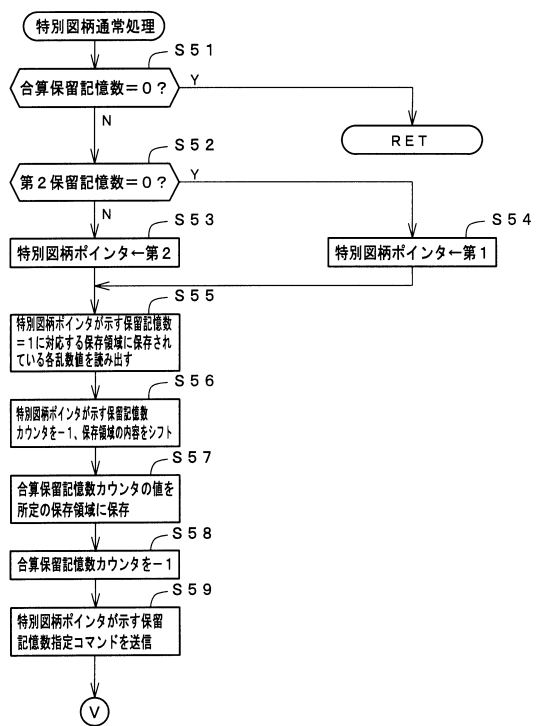 特別図柄通常処理
S51
合算保留記憶数＝0？
Y
N
RET
S52
第2保留記憶数＝0？
Y
N
S53
特別図柄ポインタ←第2
S54
特別図柄ポインタ←第1
S55
特別図柄ポインタが示す保留記憶数
＝1に対応する保存領域に保存され
ている各乱数値を読み出す
S56
特別図柄ポインタが示す保留記憶数
カウンタを－1、保存領域の内容をシフト
S57
合算保留記憶数カウンタの値を
所定の保存領域に保存
S58
合算保留記憶数カウンタを－1
S59
特別図柄ポインタが示す保留
記憶数指定コマンドを送信
V